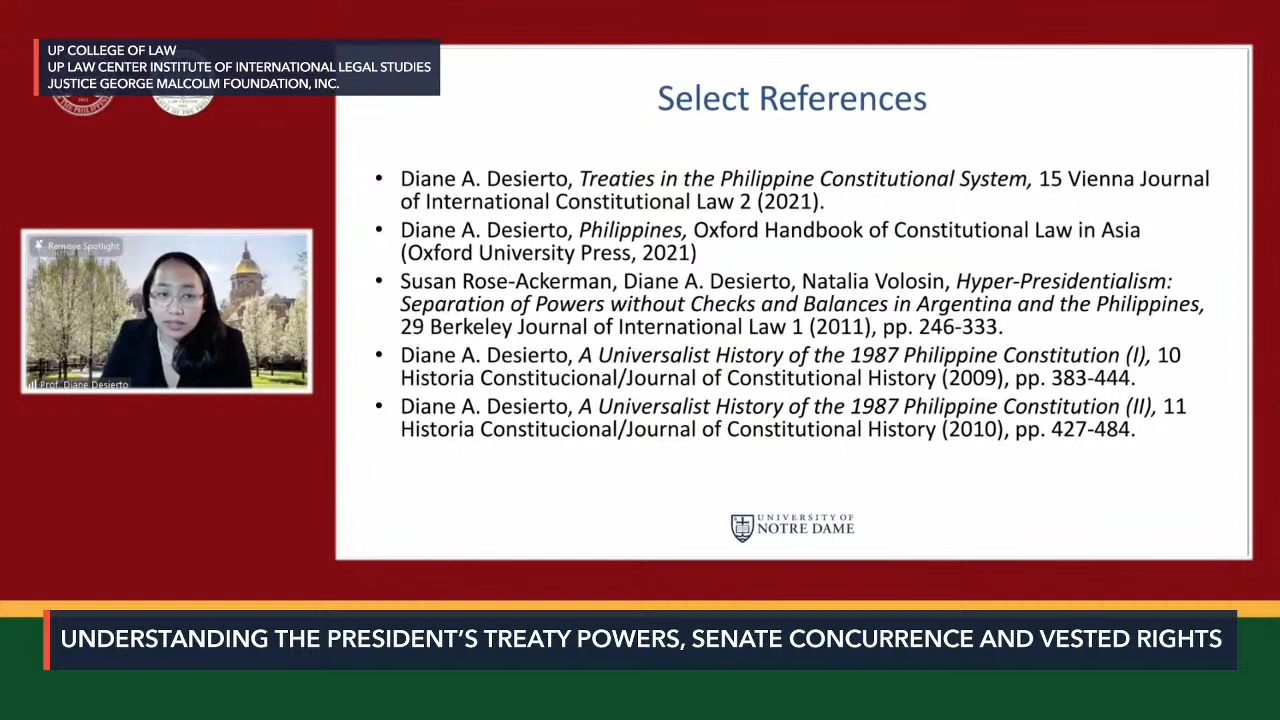 UP COLLEGE OF LAW
UP LAW CENTER INSTITUTE OF INTERNATIONAL LEGAL STUDIES
JUSTICE GEORGE MALCOLM FOUNDATION, INC.
Select References
• Diane A. Desierto, Treaties in the Philippine Constitutional System, 15 Vienna Journal
of International Constitutional Law 2 (2021).
• Diane A. Desierto, Philippines, Oxford Handbook of Constitutional Law in Asia
(Oxford University Press, 2021)
• Susan Rose-Ackerman, Diane A. Desierto, Natalia Volosin, Hyper-Presidentialism:
Separation of Powers without Checks and Balances in Argentina and the Philippines,
29 Berkeley Journal of International Law 1 (2011), pp. 246-333.
• Diane A. Desierto, A Universalist History of the 1987 Philippine Constitution (I), 10
Historia Constitucional/Journal of Constitutional History (2009), pp. 383-444.
• Diane A. Desierto, A Universalist History of the 1987 Philippine Constitution (II), 11
Historia Constitucional/Journal of Constitutional History (2010), pp. 427-484.
UNIVERSITY OF
NOTRE DAME
Remove Spotlight
Prof. Diane Desierto
UNDERSTANDING THE PRESIDENT'S TREATY POWERS, SENATE CONCURRENCE AND VESTED RIGHTS